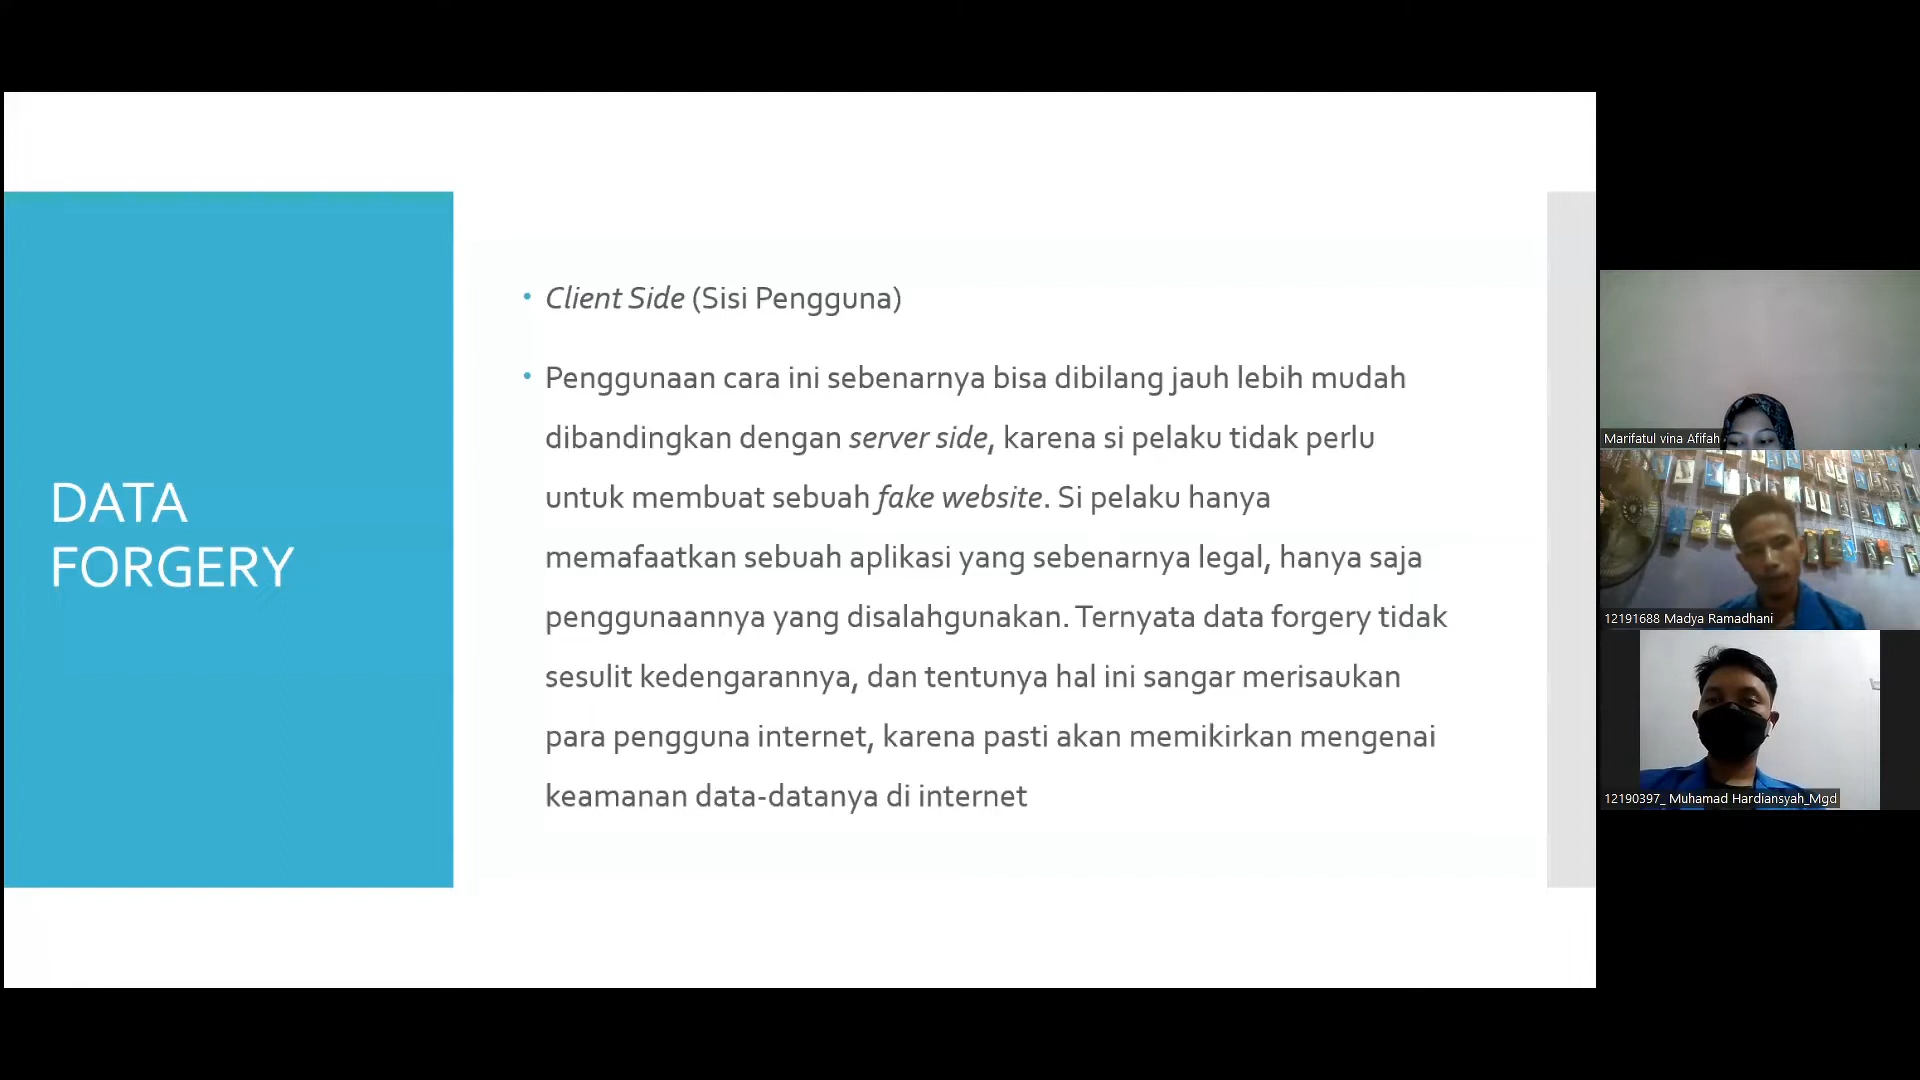 DATA
FORGERY
• Client Side (Sisi Pengguna)
• Penggunaan cara ini sebenarnya bisa dibilang jauh lebih mudah
dibandingkan dengan server side, karena si pelaku tidak perlu
untuk membuat sebuah fake website. Si pelaku hanya
memafaatkan sebuah aplikasi yang sebenarnya legal, hanya saja
penggunaannya yang disalahgunakan. Ternyata data forgery tidak
sesulit kedengarannya, dan tentunya hal ini sangar merisaukan
para pengguna internet, karena pasti akan memikirkan mengenai
keamanan data-datanya di internet
Marifatul vina Afifah
12191688 Madya Ramadhani
12190397_ Muhamad Hardiansyah_Mgd